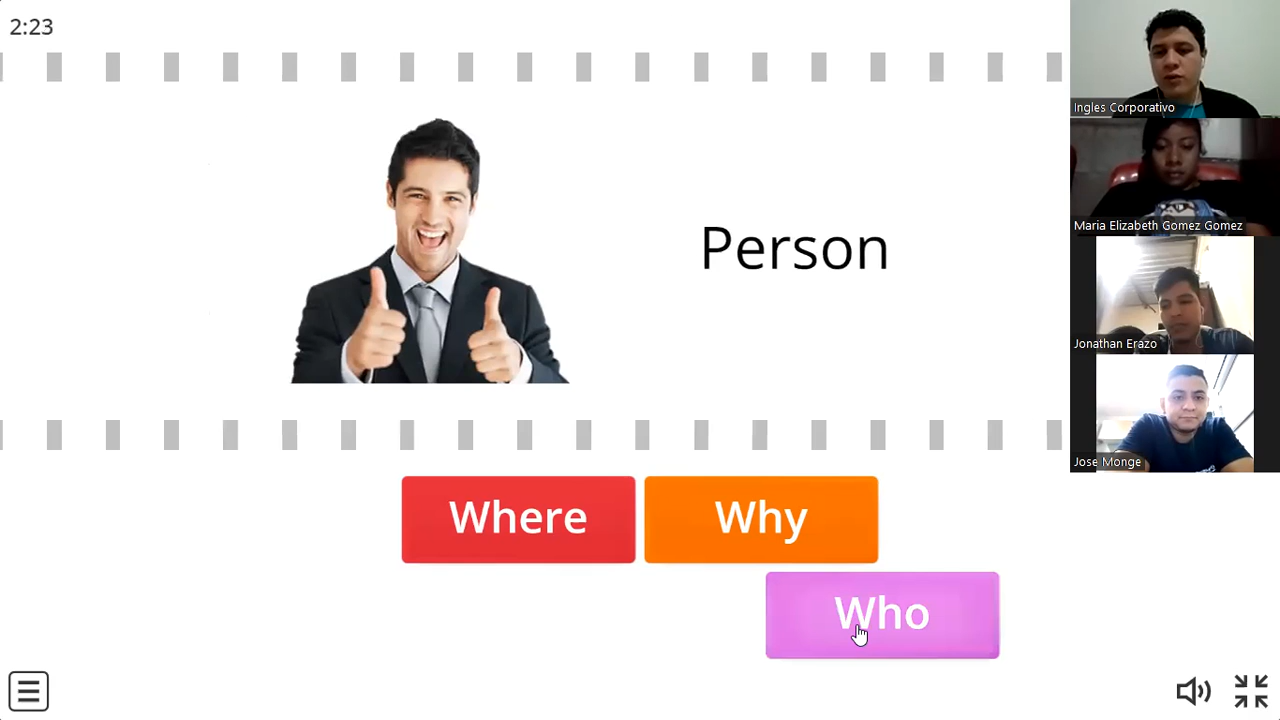 2:23
Person
Where
Why
Who
Ingles Corporativo
Maria Elizabeth Gomez Gomez
Jonathan Erazo
Jose Monge